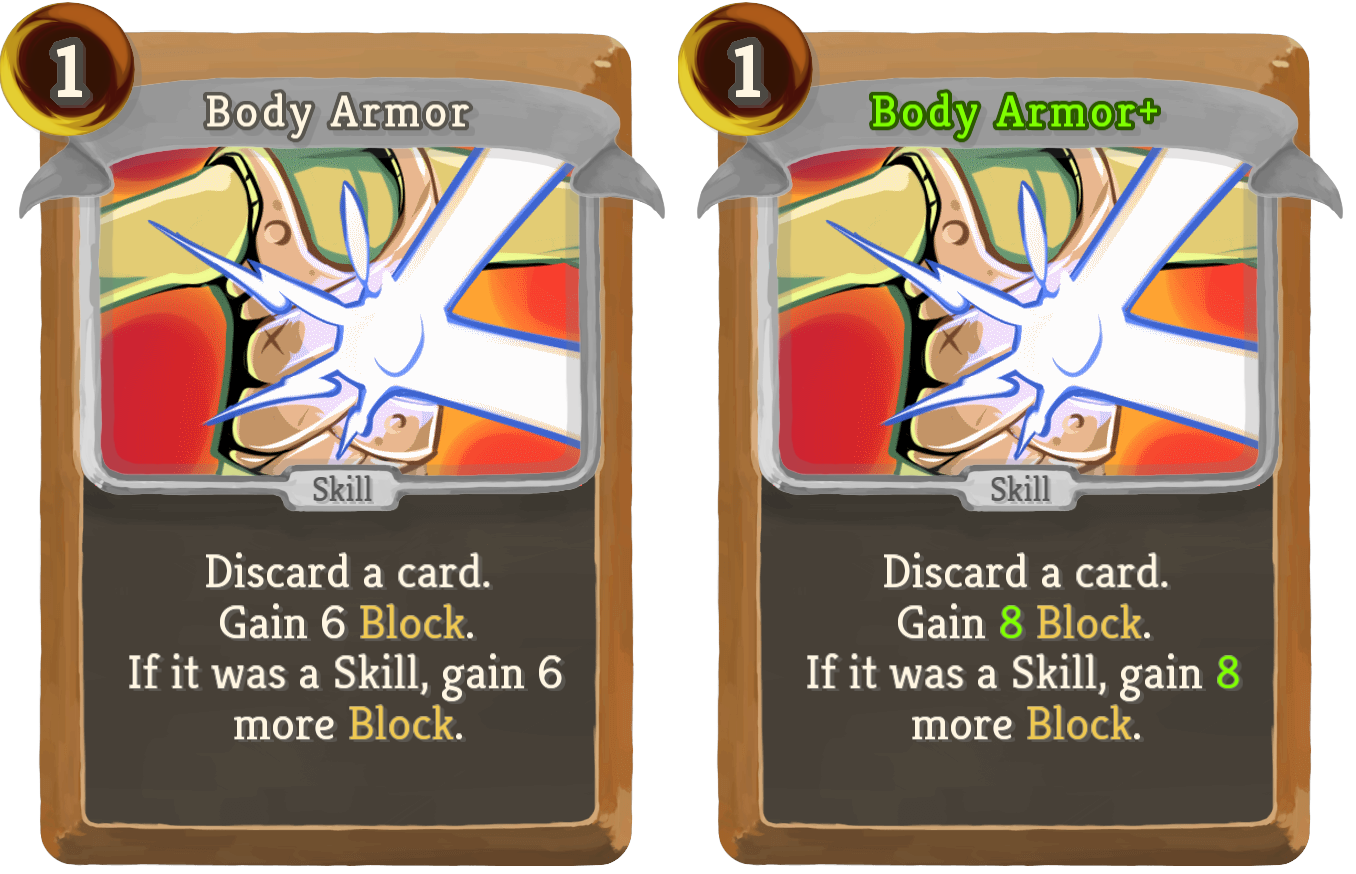 1
Body Armor
Skill
Discard a card.
Gain 6 Block.
If it was a Skill, gain 6
more Block.
1
Body Armor+
Skill
Discard a card.
Gain 8 Block.
If it was a Skill, gain 8
more Block.